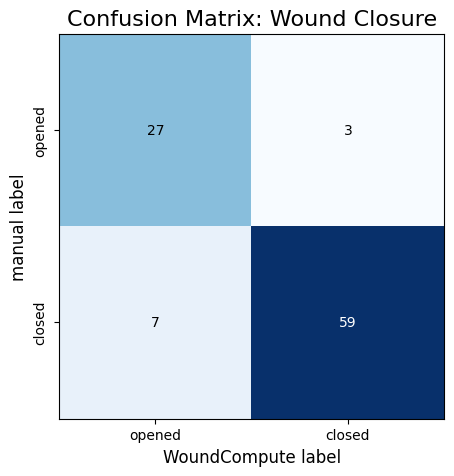 Confusion Matrix: Wound Closure
manual label
opened
27
3
closed
7
59
opened
closed
WoundCompute label